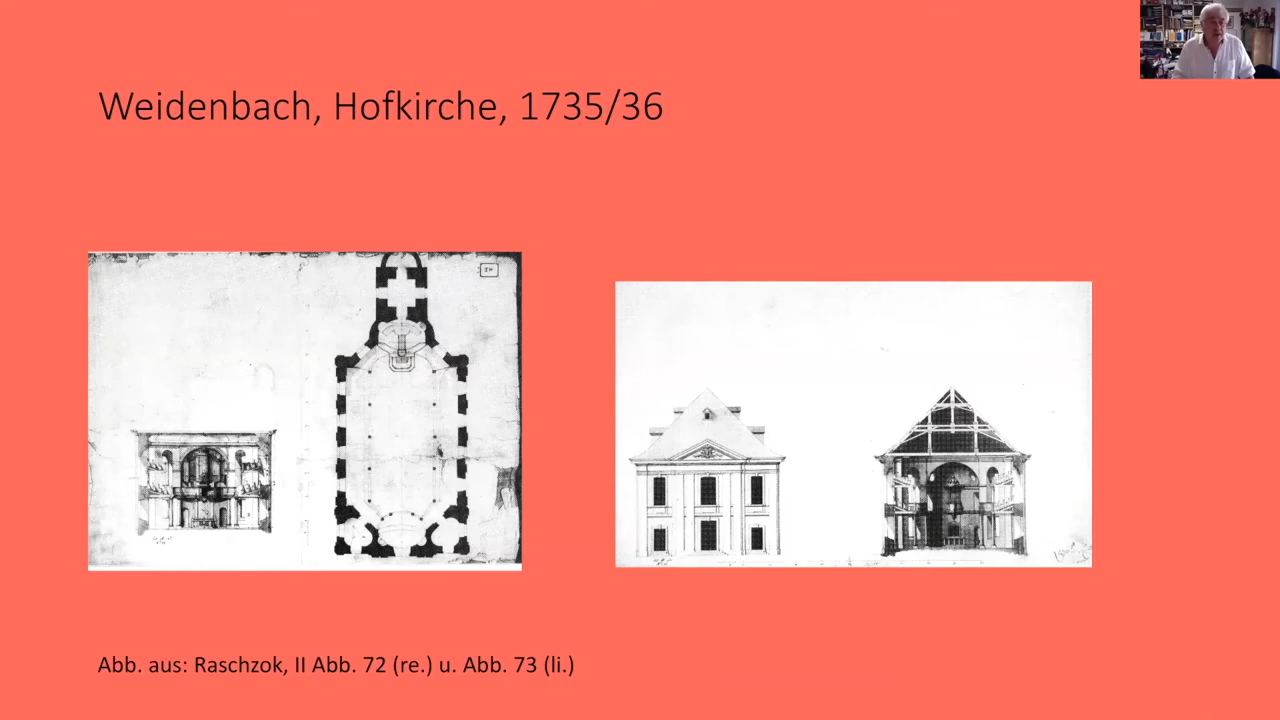 Weidenbach, Hofkirche, 1735/36
Abb. aus: Raschzok, II Abb. 72 (re.) u. Abb. 73 (li.)